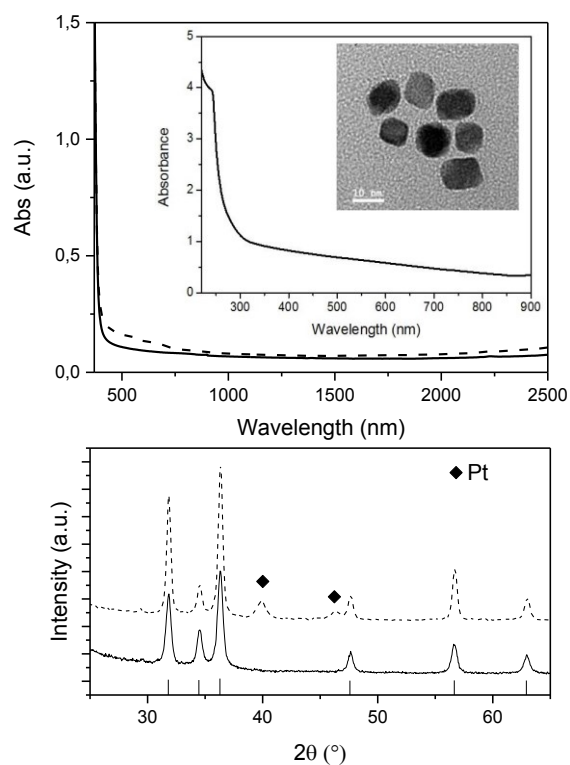 1,5
1,0
0,5
0,0
Abs (a.u.)
500 1000 1500 2000 2500
Wavelength (nm)
5
4
3
2
1
0
Absorbance
300 400 500 600 700 800 900
Wavelength (nm)
10 nm
◆ Pt
Intensity (a.u.)
30 40 50 60
2θ (°)